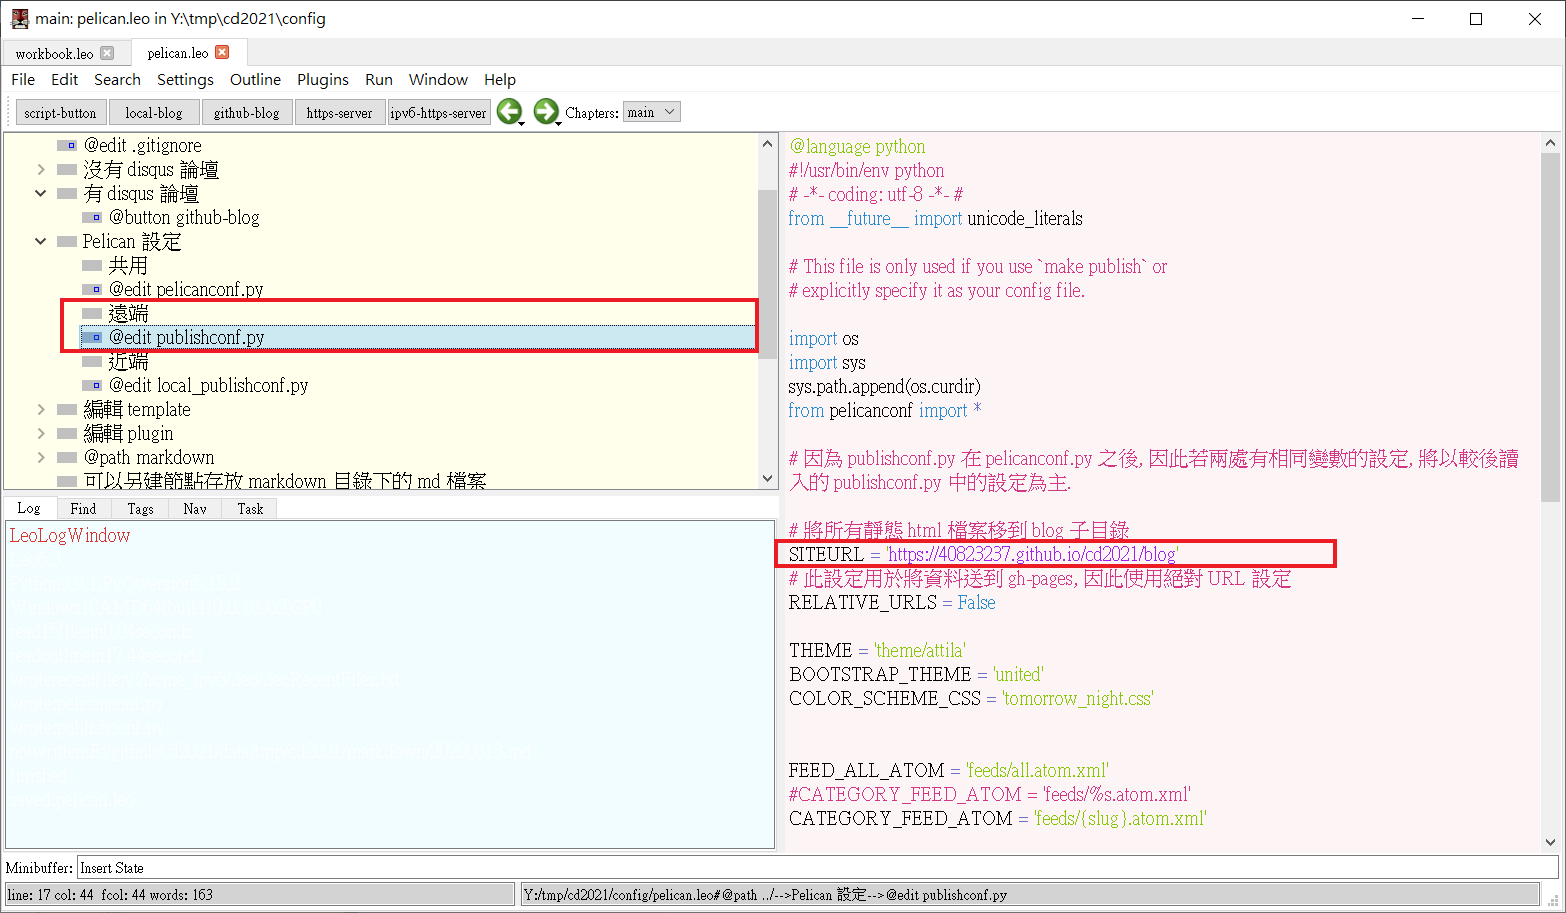 main: pelican.leo in Y:\tmp\cd2021\config
workbook.leo
pelican.leo
File Edit Search Settings Outline Plugins Run Window Help
script-button local-blog github-blog https-server ipv6-https-server Chapters: main
@edit .gitignore
沒有 disqus 論壇
有 disqus 論壇
@button github-blog
Pelican 設定
共用
@edit pelicanconf.py
遠端
@edit publishconf.py
近端
@edit local_publishconf.py
編輯 template
編輯 plugin
@path markdown
可以另建節點存放 markdown 目錄下的 md 檔案
Log Find Tags Nav Task
LeoLogWindow
saved: pelican.leo
@language python
#!/usr/bin/env python
# -*- coding: utf-8 -*- #
from __future__ import unicode_literals
# This file is only used if you use `make publish` or
# explicitly specify it as your config file.
import os
import sys
sys.path.append(os.curdir)
from pelicanconf import *
# 因為 publishconf.py 在 pelicanconf.py 之後, 因此若兩處有相同變數的設定, 將以較後讀
入的 publishconf.py 中的設定為主.
# 將所有靜態 html 檔案移到 blog 子目錄
SITEURL = 'https://40823237.github.io/cd2021/blog'
# 此設定用於將資料送到 gh-pages, 因此使用絕對 URL 設定
RELATIVE_URLS = False
THEME = 'theme/attila'
BOOTSTRAP_THEME = 'united'
COLOR_SCHEME_CSS = 'tomorrow_night.css'
FEED_ALL_ATOM = 'feeds/all.atom.xml'
#CATEGORY_FEED_ATOM = 'feeds/%s.atom.xml'
CATEGORY_FEED_ATOM = 'feeds/{slug}.atom.xml'
Minibuffer: Insert State
line: 17 col: 44 fcol: 44 words: 163
Y:/tmp/cd2021/config/pelican.leo#@path ../-->Pelican 設定-->@edit publishconf.py